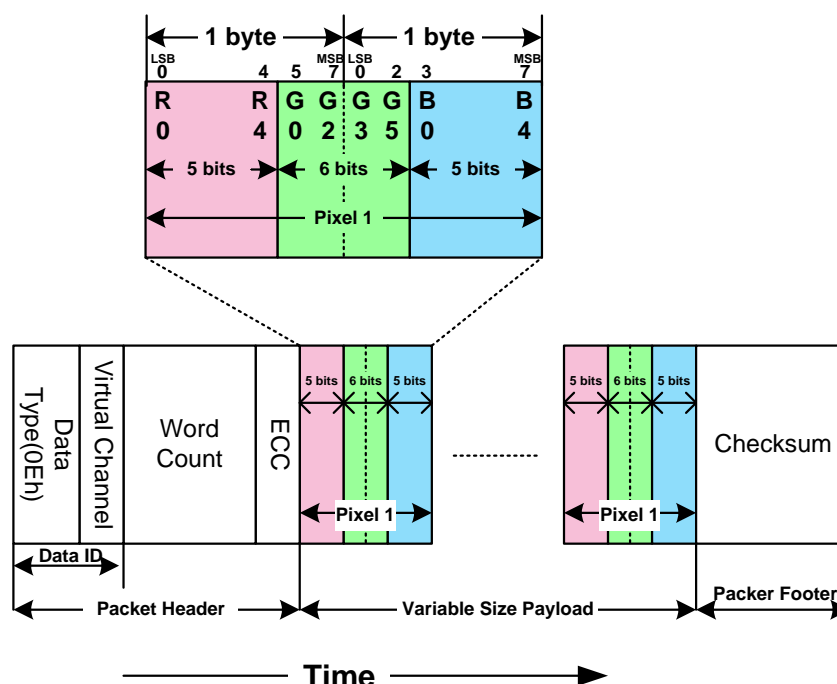 1 byte 1 byte
LSB MSB LSB MSB
0 4 5 7 0 2 3 7
R R G G G G B B
0 4 0 2 3 5 0 4
5 bits 6 bits 5 bits
Pixel 1
Data Type(0Eh)
Virtual Channel
Word Count
ECC
5 bits 6 bits 5 bits
Pixel 1
5 bits 6 bits 5 bits
Pixel 1
Checksum
Data ID
Packet Header Variable Size Payload Packer Footer
Time